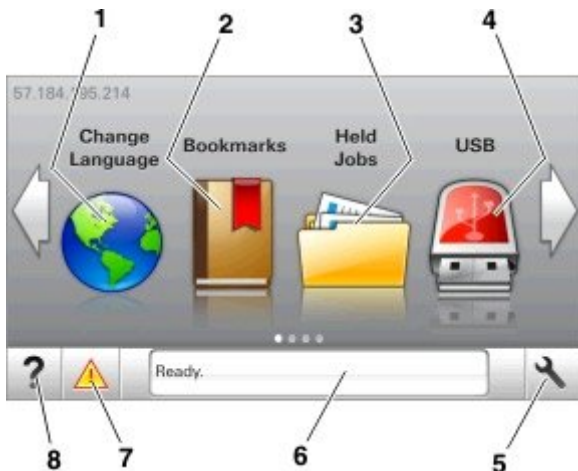 1 2 3 4
57.184.195.214
Change
Language
Bookmarks
Held
Jobs
USB
?
Ready.
8 7 6 5